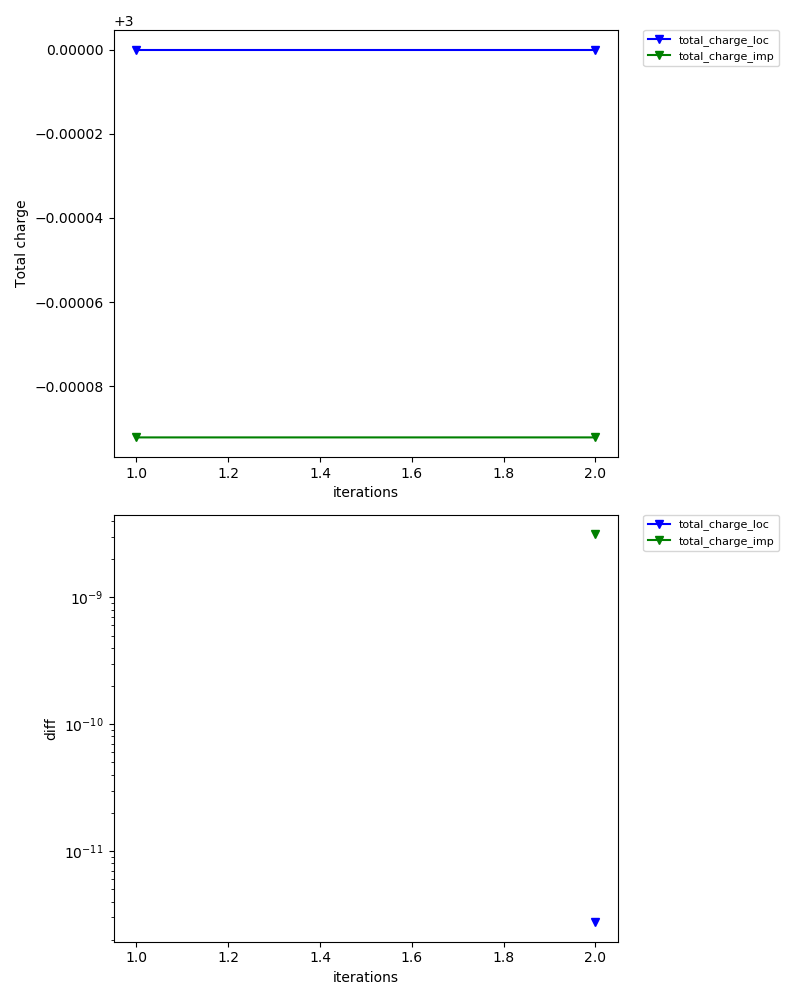 +3
0.00000
−0.00002
−0.00004
−0.00006
−0.00008
Total charge
1.0 1.2 1.4 1.6 1.8 2.0
iterations
total_charge_loc
total_charge_imp
10⁻⁹
10⁻¹⁰
10⁻¹¹
diff
1.0 1.2 1.4 1.6 1.8 2.0
iterations
total_charge_loc
total_charge_imp